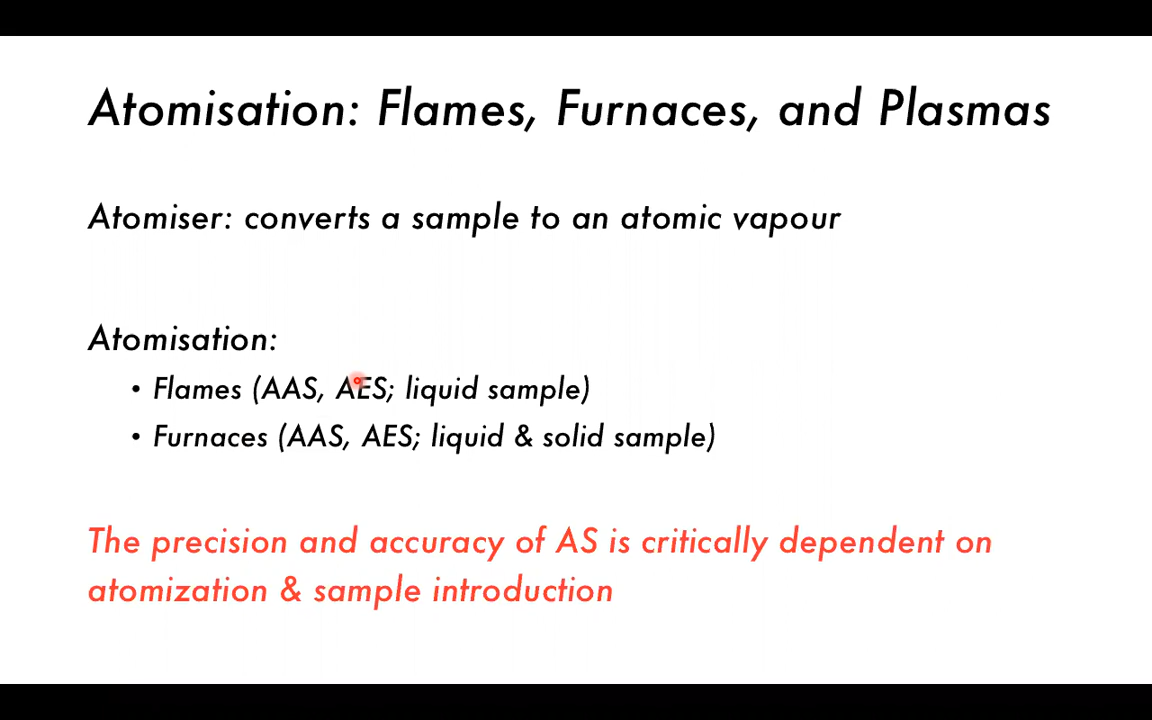 Atomisation: Flames, Furnaces, and Plasmas
Atomiser: converts a sample to an atomic vapour
Atomisation:
• Flames (AAS, AES; liquid sample)
• Furnaces (AAS, AES; liquid & solid sample)
The precision and accuracy of AS is critically dependent on
atomization & sample introduction